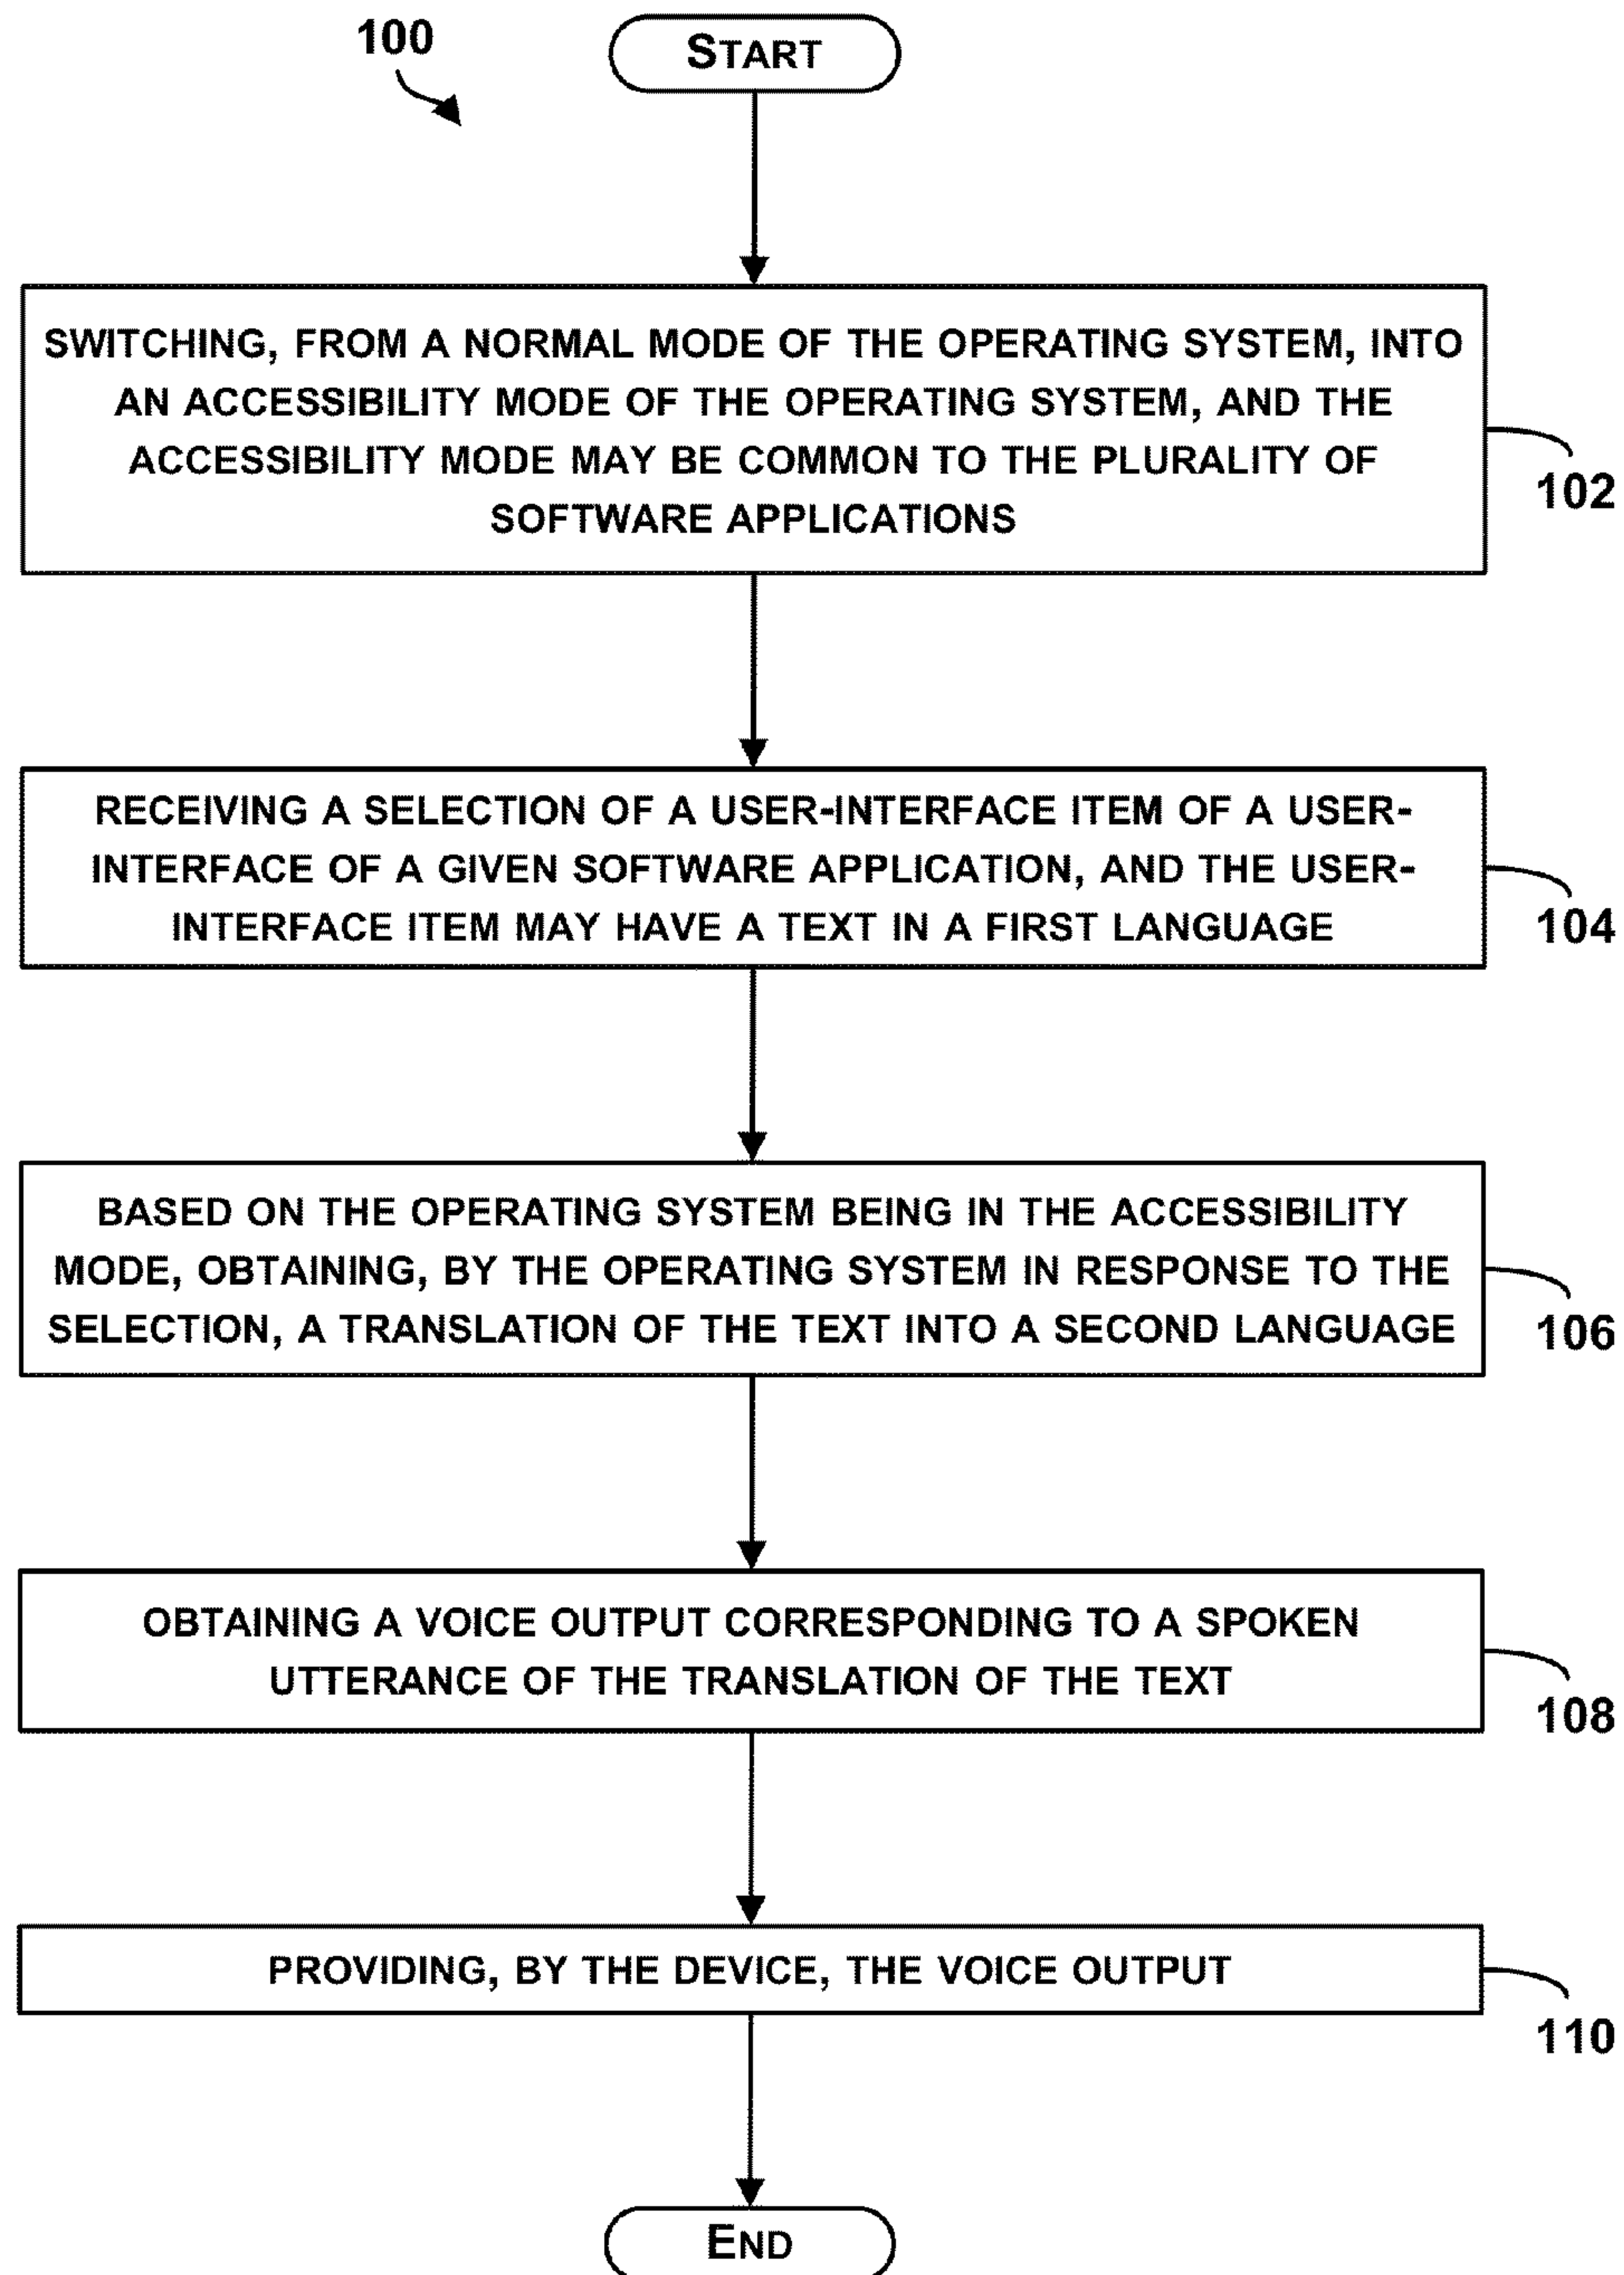 100
START
SWITCHING, FROM A NORMAL MODE OF THE OPERATING SYSTEM, INTO
AN ACCESSIBILITY MODE OF THE OPERATING SYSTEM, AND THE
ACCESSIBILITY MODE MAY BE COMMON TO THE PLURALITY OF
SOFTWARE APPLICATIONS
102
RECEIVING A SELECTION OF A USER-INTERFACE ITEM OF A USER-
INTERFACE OF A GIVEN SOFTWARE APPLICATION, AND THE USER-
INTERFACE ITEM MAY HAVE A TEXT IN A FIRST LANGUAGE
104
BASED ON THE OPERATING SYSTEM BEING IN THE ACCESSIBILITY
MODE, OBTAINING, BY THE OPERATING SYSTEM IN RESPONSE TO THE
SELECTION, A TRANSLATION OF THE TEXT INTO A SECOND LANGUAGE
106
OBTAINING A VOICE OUTPUT CORRESPONDING TO A SPOKEN
UTTERANCE OF THE TRANSLATION OF THE TEXT
108
PROVIDING, BY THE DEVICE, THE VOICE OUTPUT
110
END